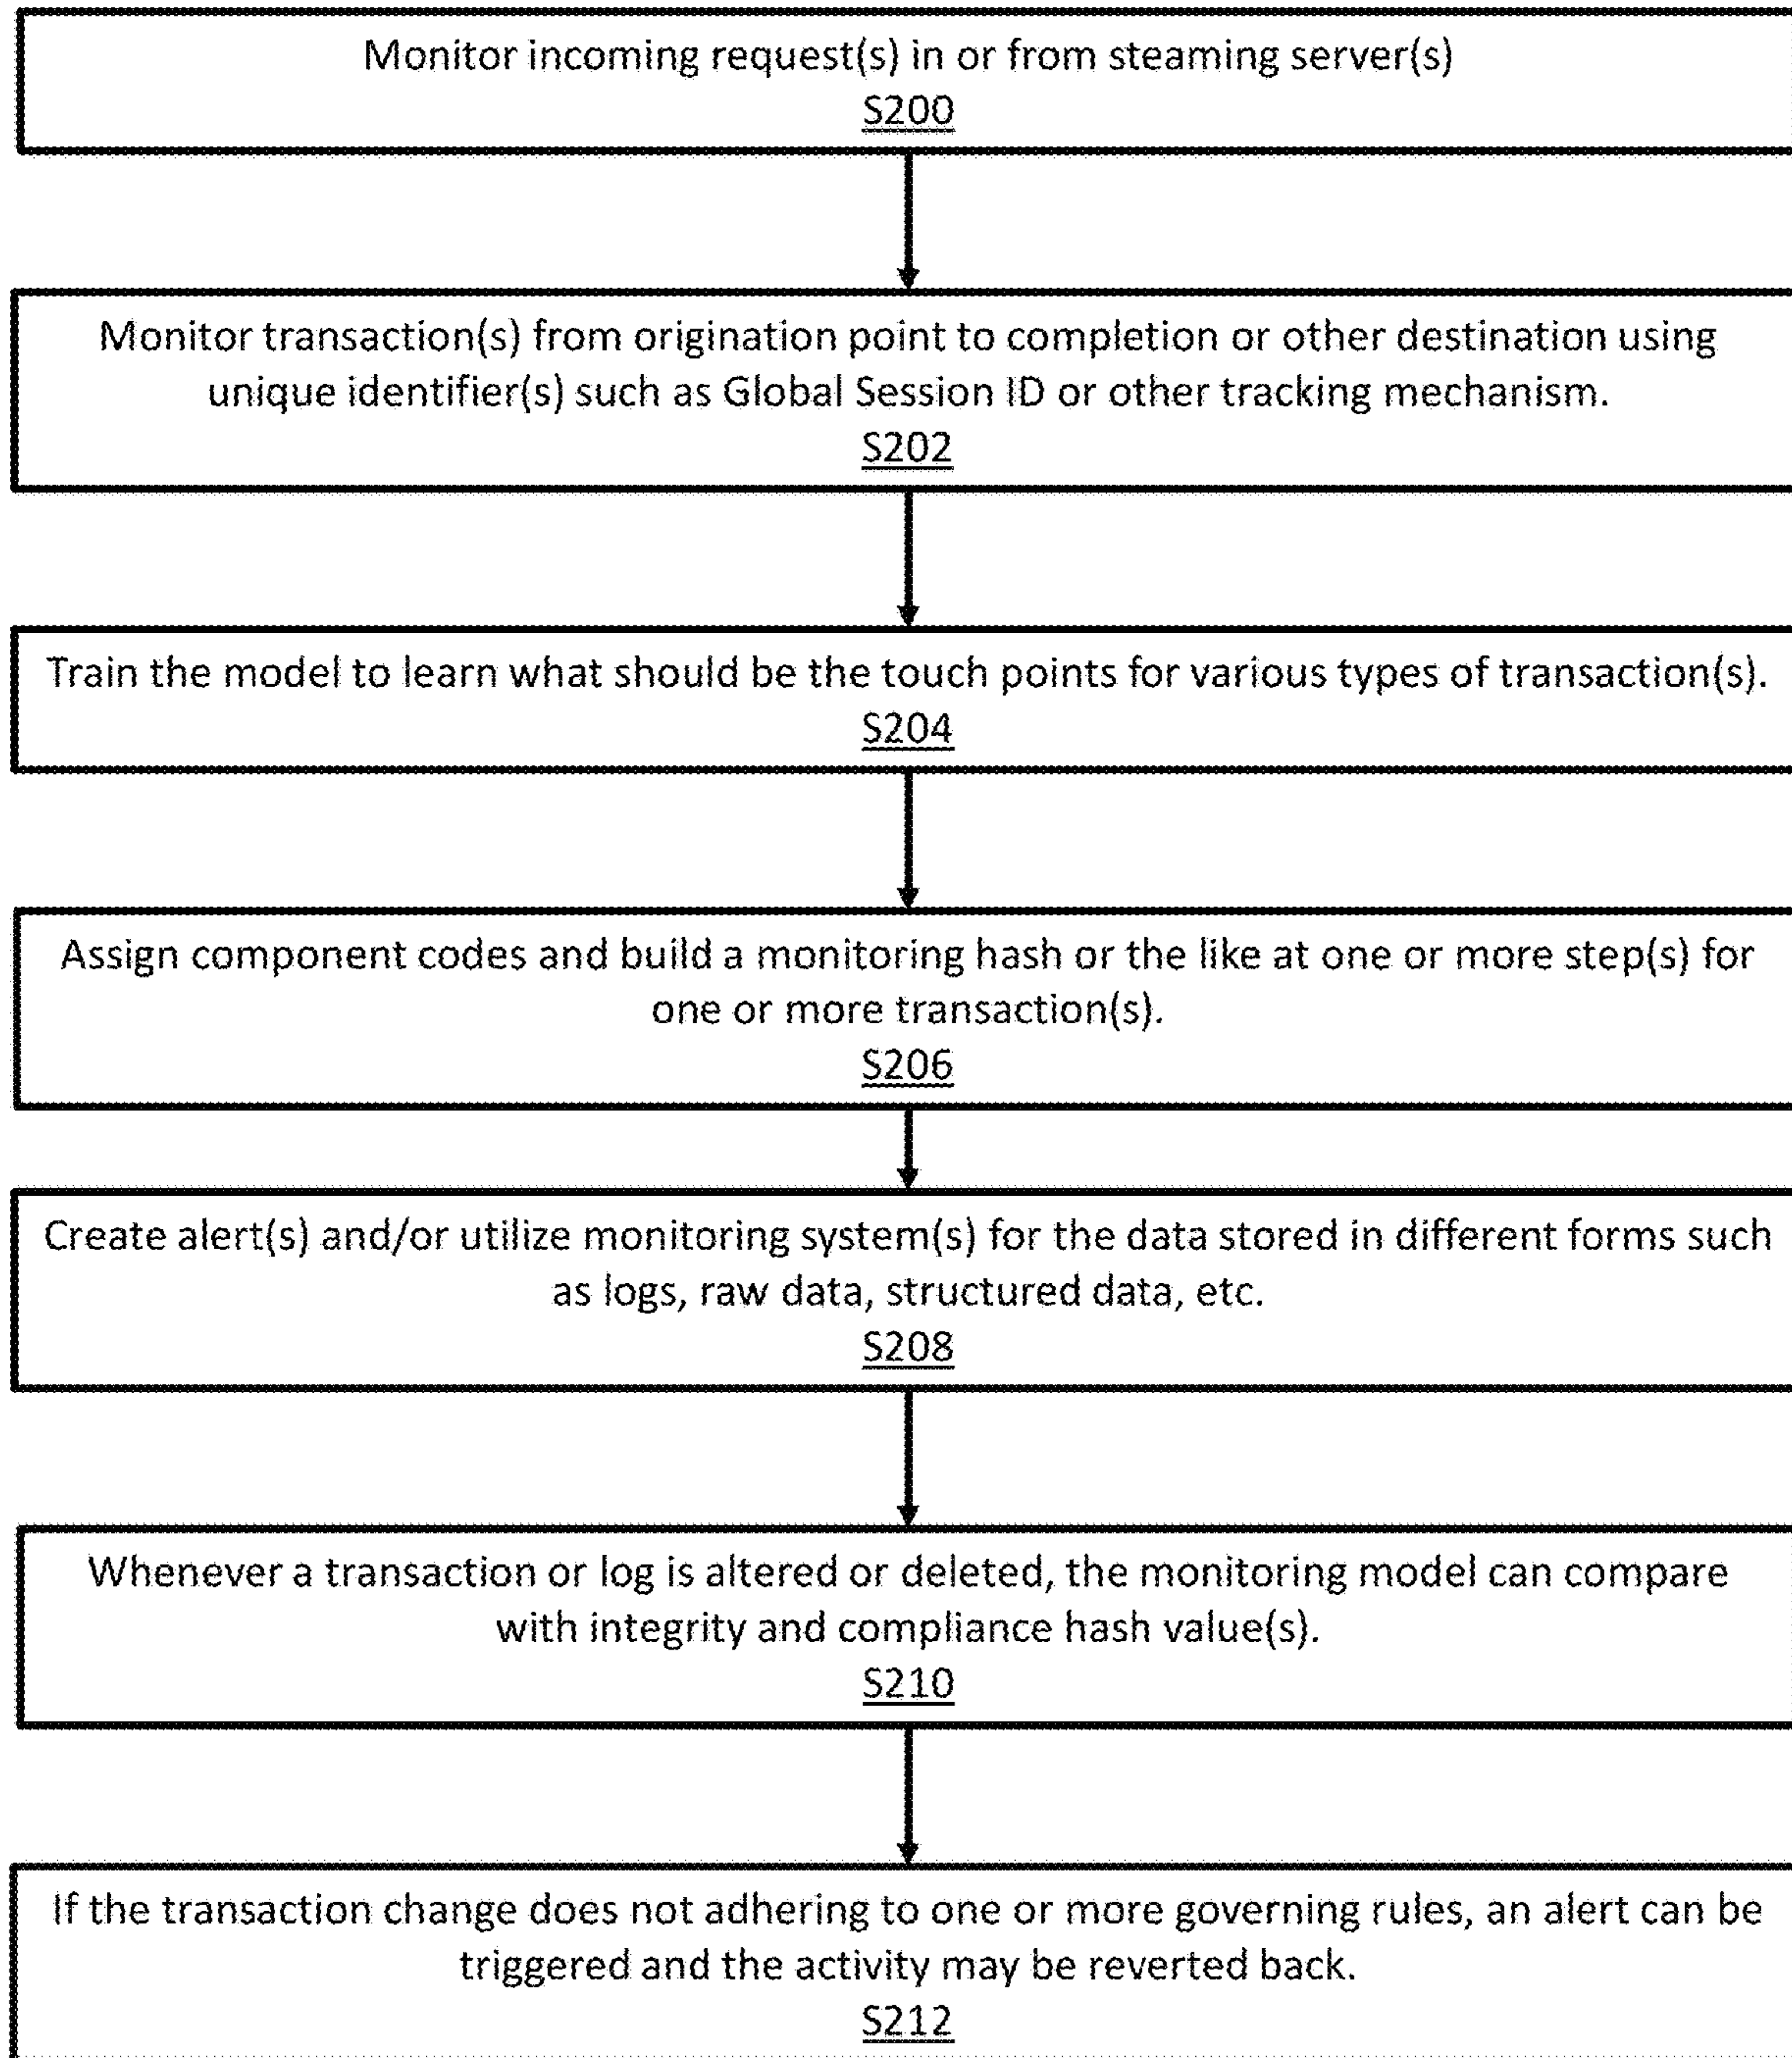 Monitor incoming request(s) in or from steaming server(s)
S200
Monitor transaction(s) from origination point to completion or other destination using
unique identifier(s) such as Global Session ID or other tracking mechanism.
S202
Train the model to learn what should be the touch points for various types of transaction(s).
S204
Assign component codes and build a monitoring hash or the like at one or more step(s) for
one or more transaction(s).
S206
Create alert(s) and/or utilize monitoring system(s) for the data stored in different forms such
as logs, raw data, structured data, etc.
S208
Whenever a transaction or log is altered or deleted, the monitoring model can compare
with integrity and compliance hash value(s).
S210
If the transaction change does not adhering to one or more governing rules, an alert can be
triggered and the activity may be reverted back.
S212